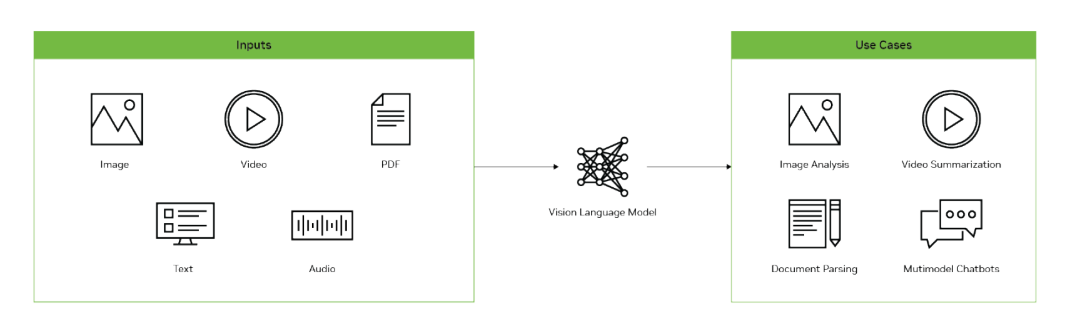 Inputs
Use Cases
Image
Video
PDF
Text
Audio
Vision Language Model
Image Analysis
Video Summarization
Document Parsing
Mutimodel Chatbots